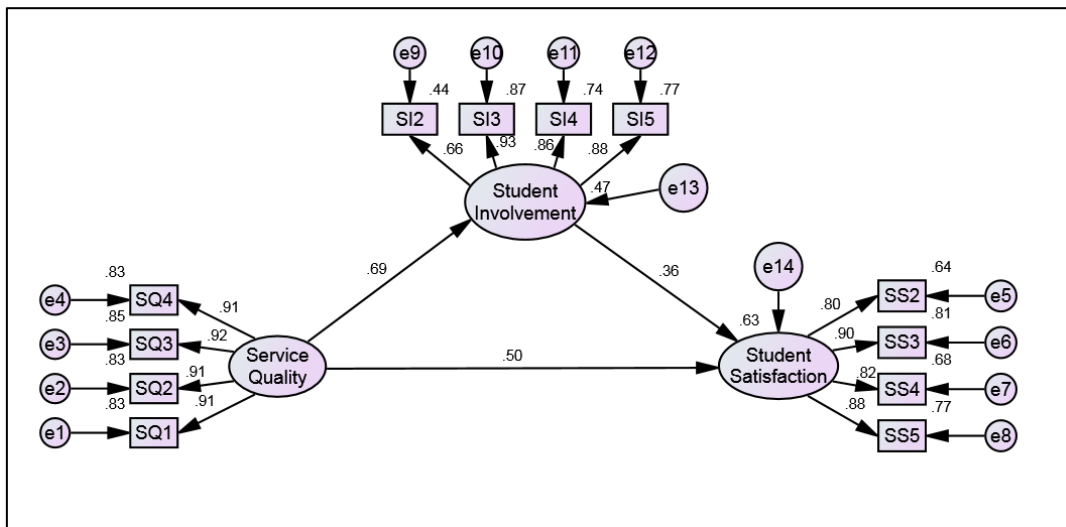 e9
e10
e11
e12
.44
.87
.74
.77
SI2
SI3
SI4
SI5
.66
.93
.86
.88
Student
Involvement
.47
e13
.69
.36
e14
.63
.83
e4
SQ4
.91
.85
e3
SQ3
.92
.83
e2
SQ2
.91
.83
e1
SQ1
.91
Service
Quality
.50
Student
Satisfaction
.64
.80
SS2
e5
.81
.90
SS3
e6
.68
.82
SS4
e7
.77
.88
SS5
e8